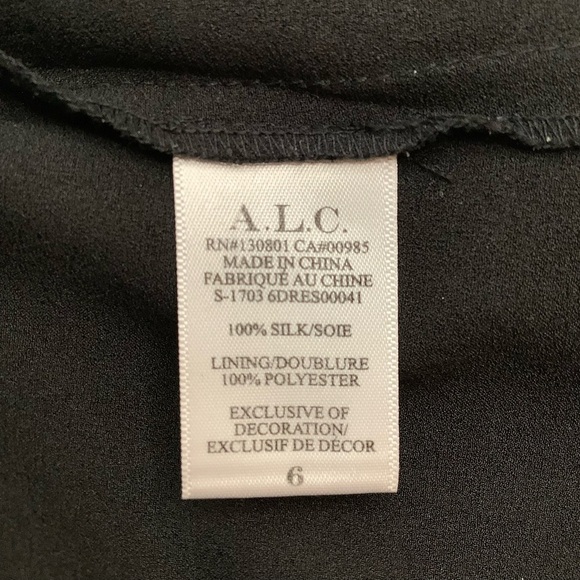 A.L.C.
RN#130801 CA#00985
MADE IN CHINA
FABRIQUÉ AU CHINE
S-1703 6DRES00041
100% SILK/SOIE
LINING/DOUBLURE
100% POLYESTER
EXCLUSIVE OF
DECORATION/
EXCLUSIF DE DÉCOR
6